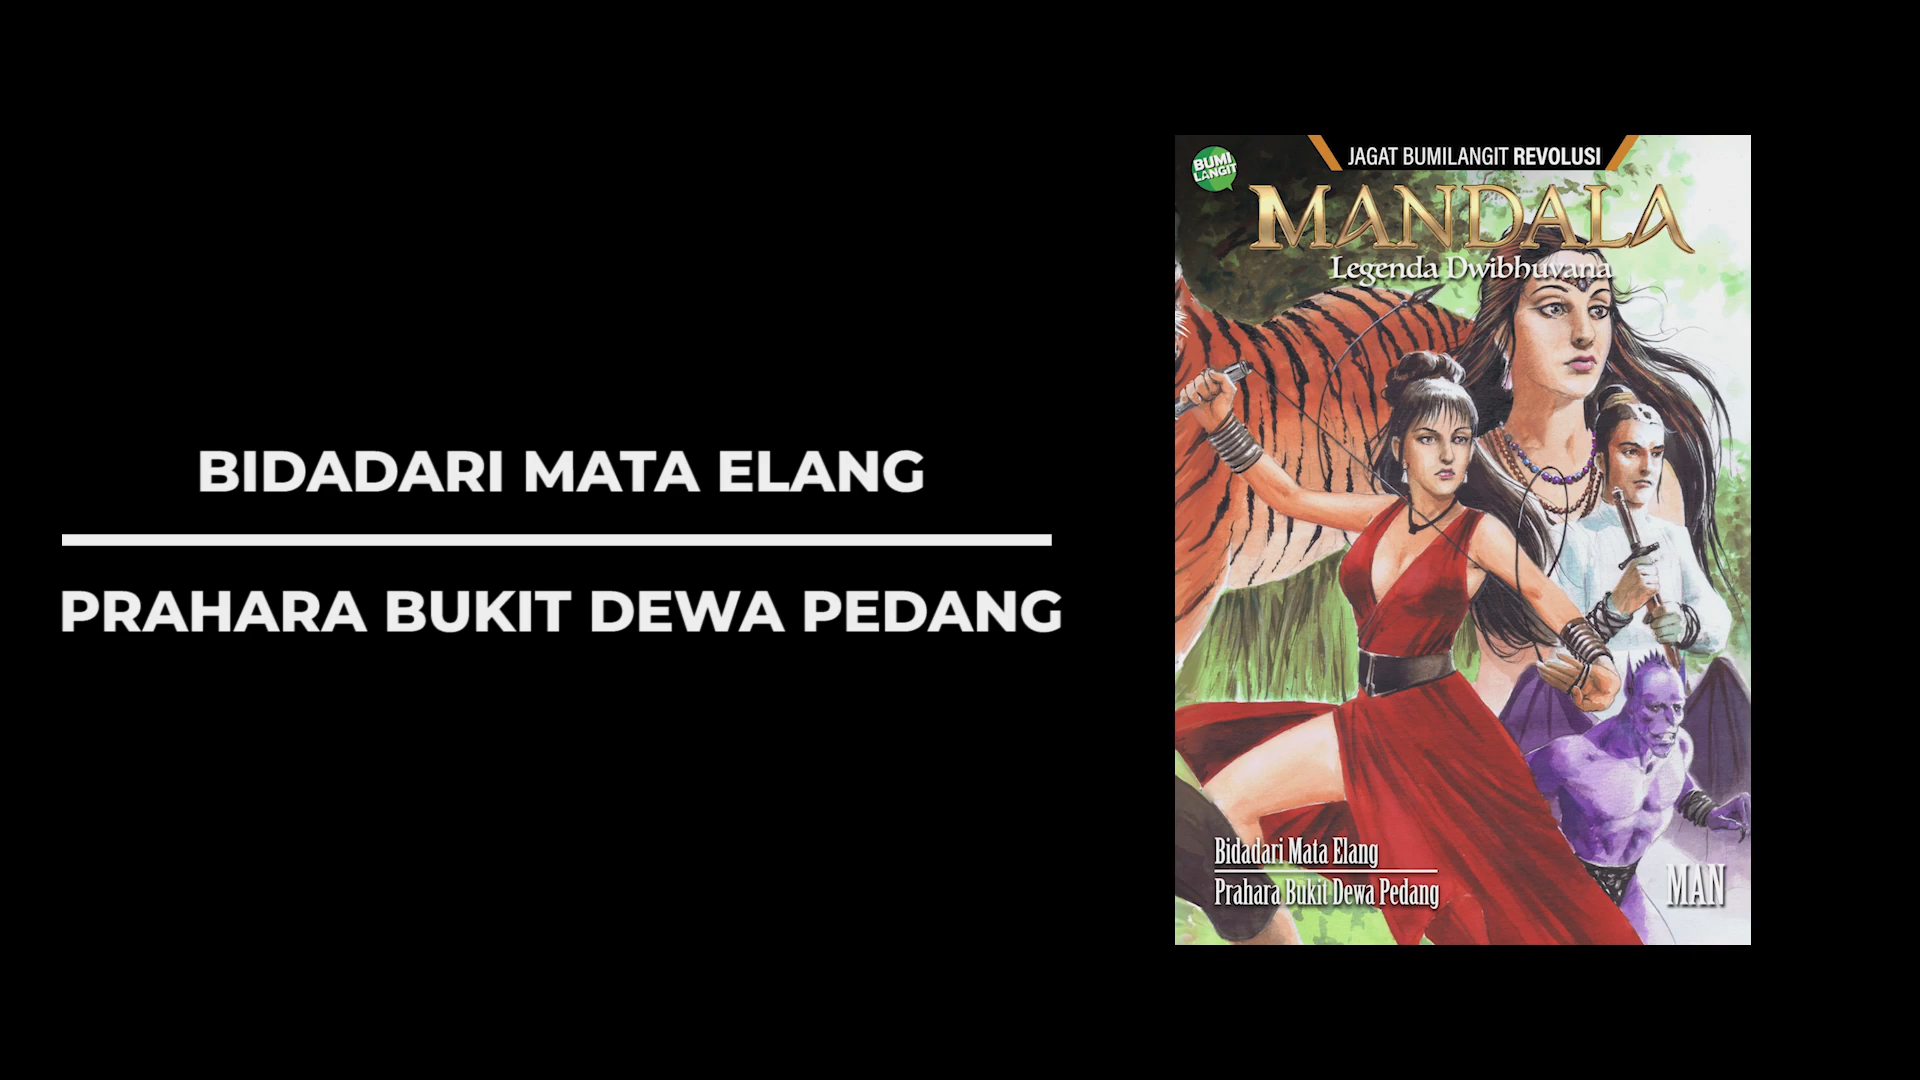 BIDADARI MATA ELANG
PRAHARA BUKIT DEWA PEDANG
BUMI
LANGIT
JAGAT BUMILANGIT REVOLUSI
MANDALA
Legenda Dwibhuvana
Bidadari Mata Elang
Prahara Bukit Dewa Pedang
MAN